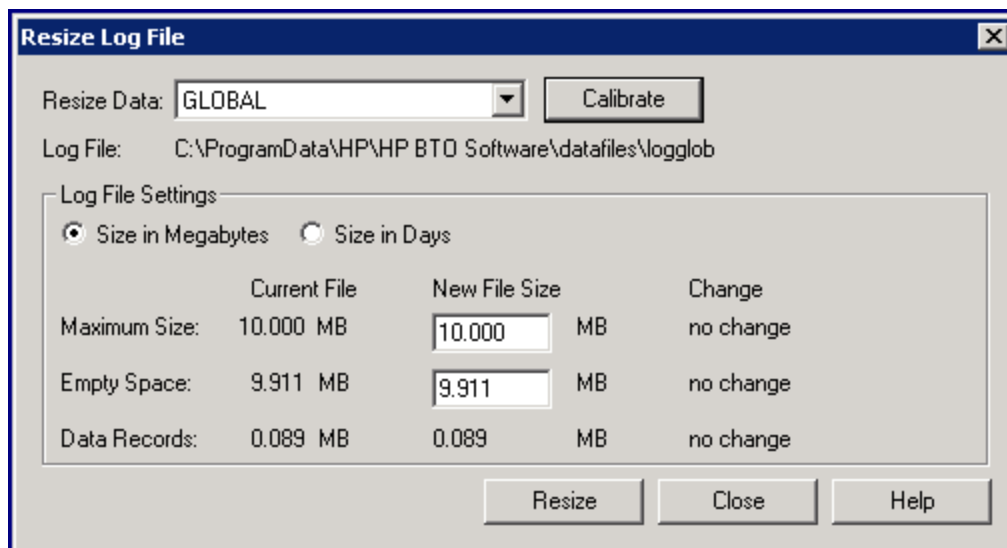 Resize Log File
Resize Data: GLOBAL Calibrate
Log File: C:\ProgramData\HP\HP BTO Software\datafiles\logglob
Log File Settings
Size in Megabytes Size in Days
Current File New File Size Change
Maximum Size: 10.000 MB 10.000 MB no change
Empty Space: 9.911 MB 9.911 MB no change
Data Records: 0.089 MB 0.089 MB no change
Resize Close Help